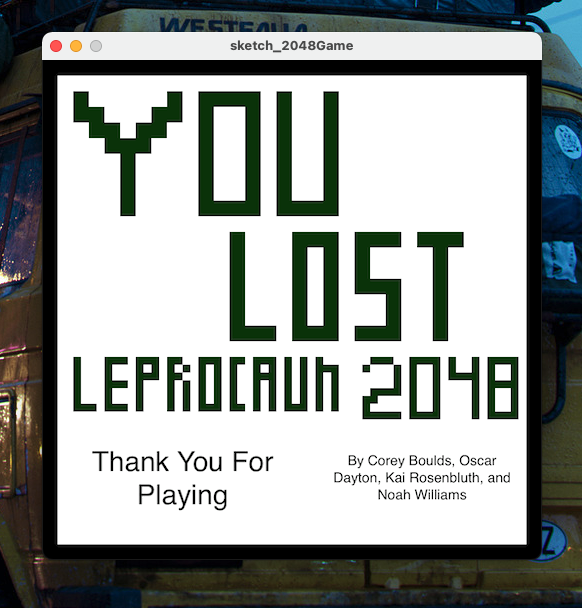 WESTFALIA
sketch_2048Game
YOU
LOST
LEPROCAUN 2048
Thank You For
Playing
By Corey Boulds, Oscar
Dayton, Kai Rosenbluth, and
Noah Williams
Z